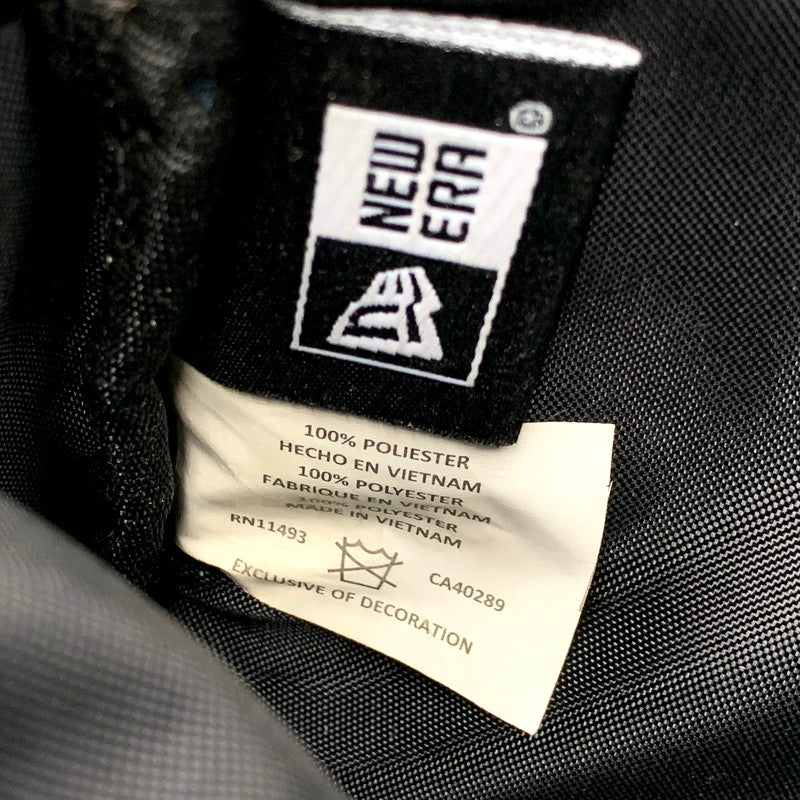 NEW
ERA
®
100% POLIESTER
HECHO EN VIETNAM
100% POLYESTER
FABRIQUE EN VIETNAM
100% POLYESTER
MADE IN VIETNAM
RN11493
CA40289
EXCLUSIVE OF DECORATION